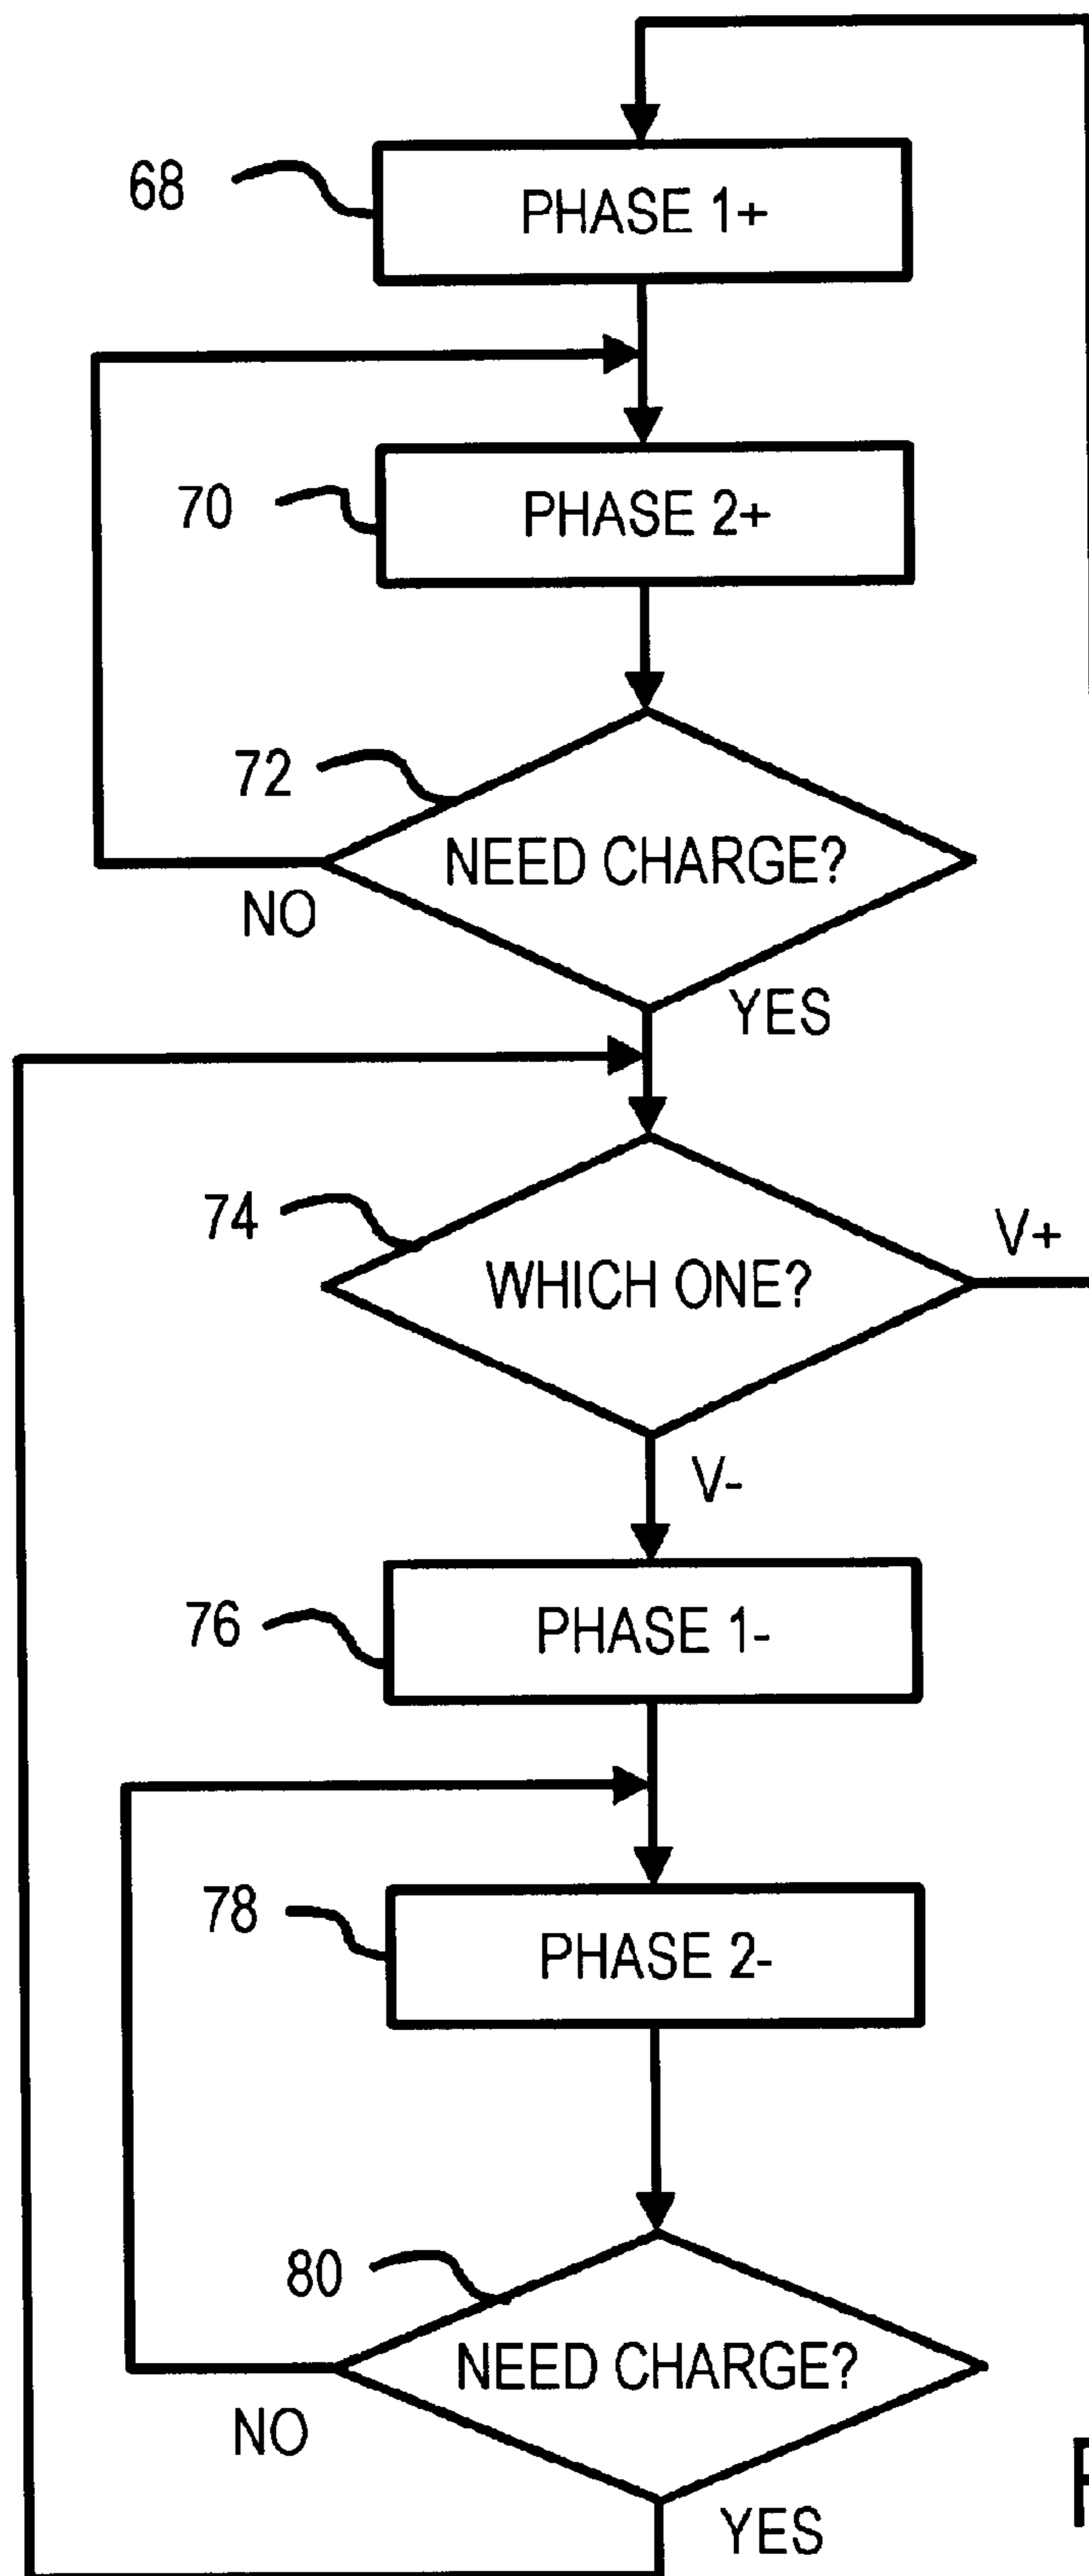 68
PHASE 1+
70
PHASE 2+
72
NEED CHARGE?
NO
YES
74
WHICH ONE?
V+
V-
76
PHASE 1-
78
PHASE 2-
80
NEED CHARGE?
NO
YES